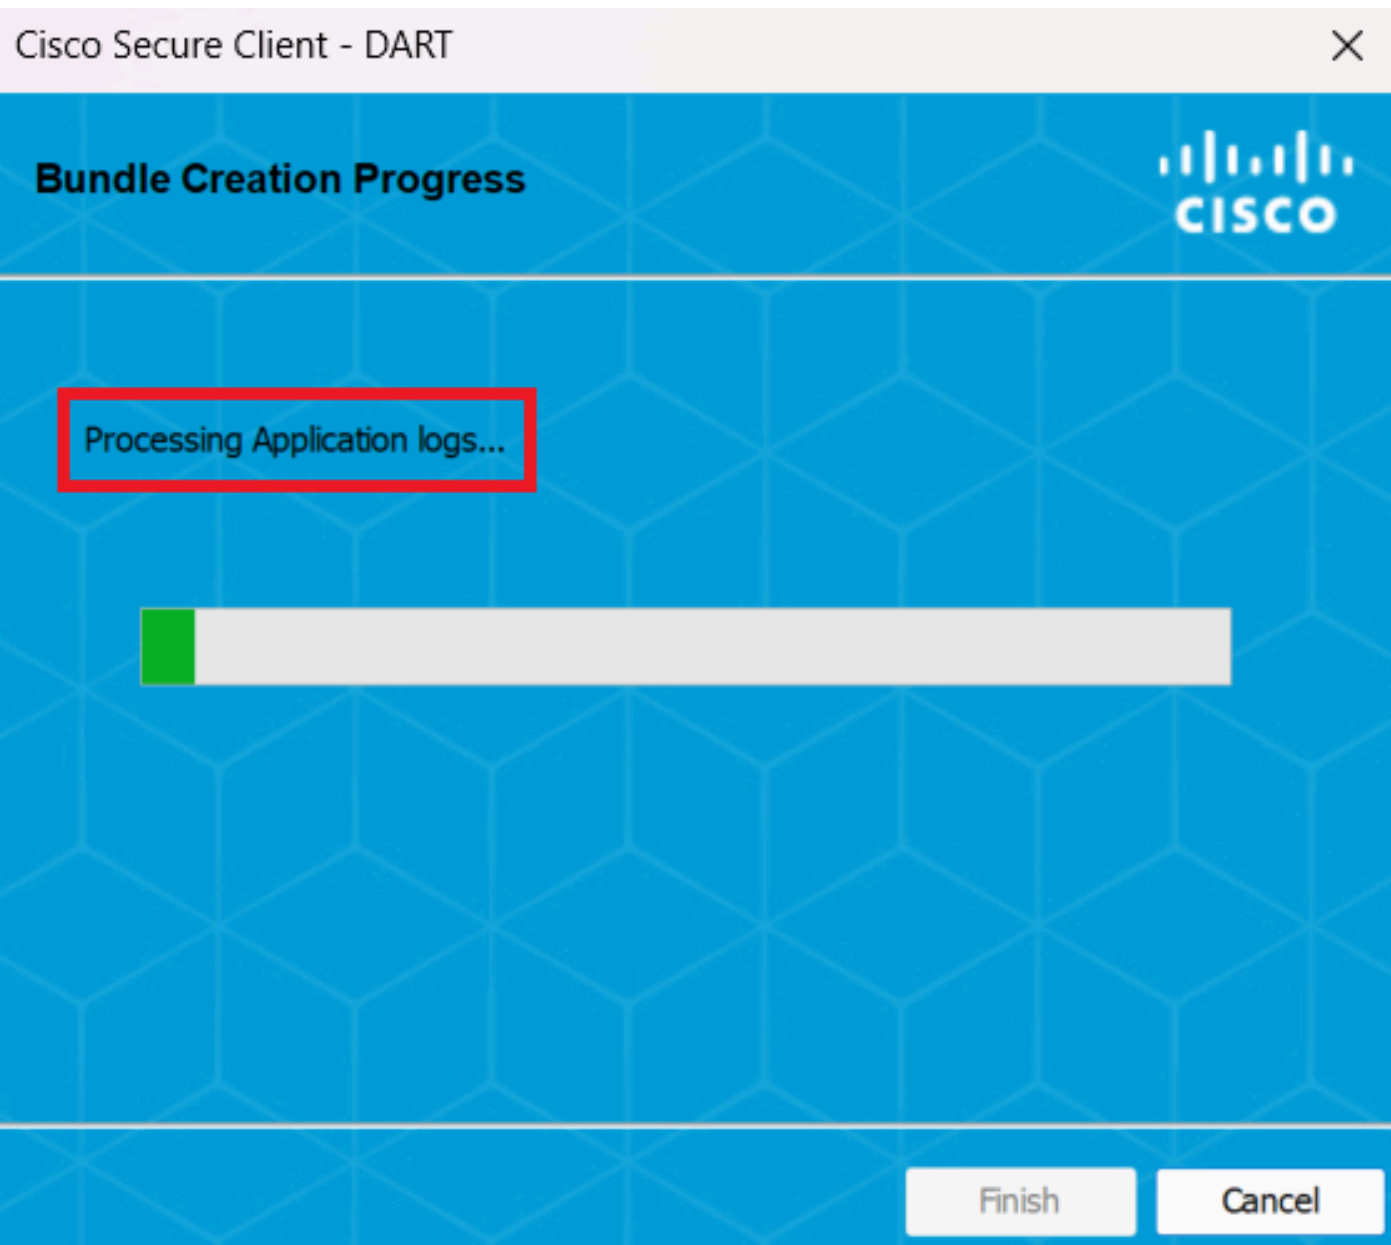 Cisco Secure Client - DART
Bundle Creation Progress
CISCO
Processing Application logs...
Finish
Cancel